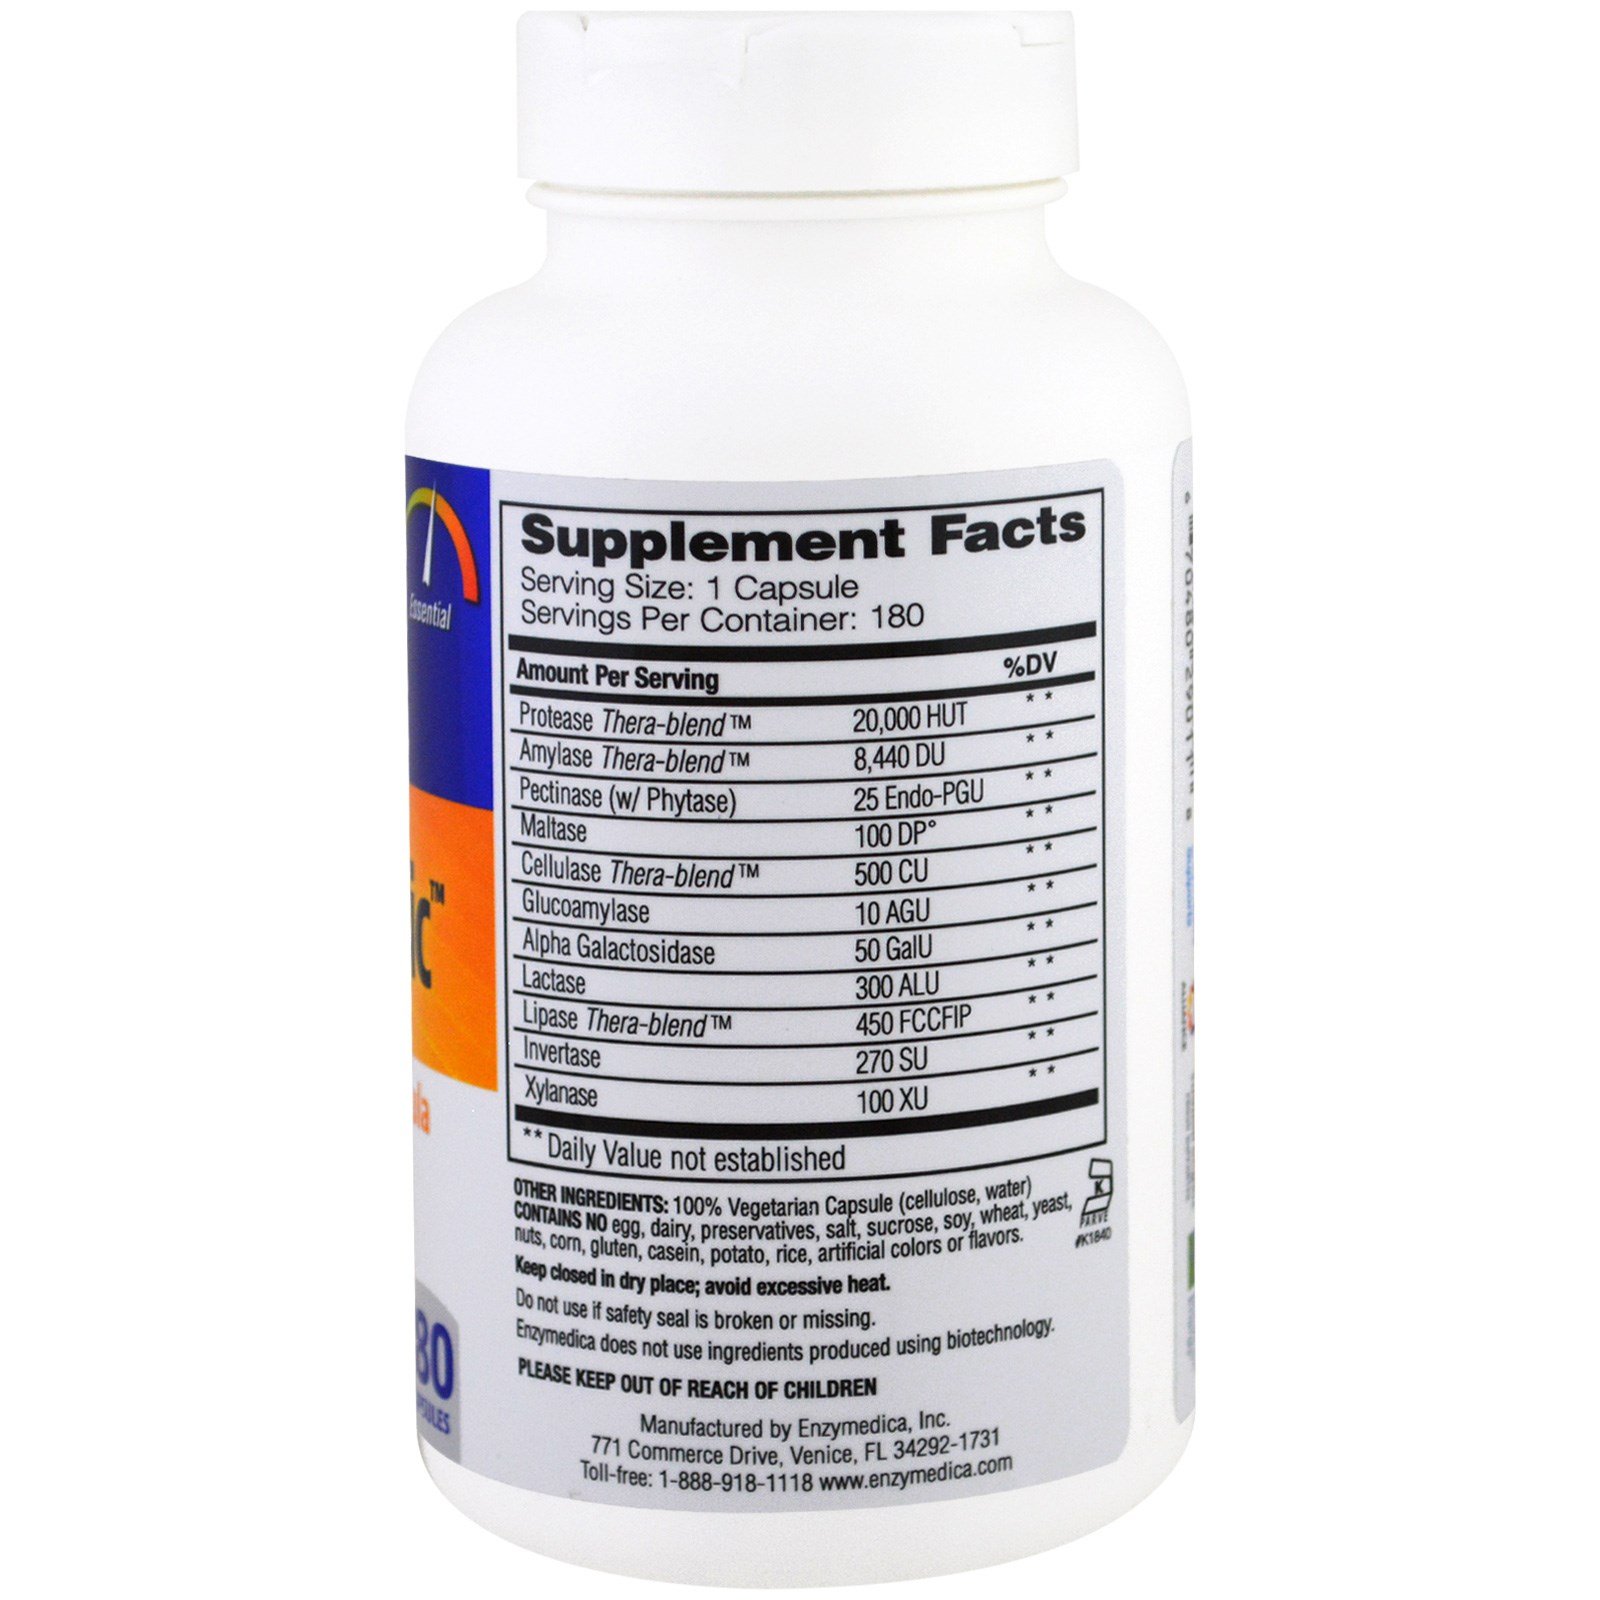 Essential
ic™
80
Supplement Facts
Serving Size: 1 Capsule
Servings Per Container: 180
Amount Per Serving %DV
Protease Thera-blend™ 20,000 HUT **
Amylase Thera-blend™ 8,440 DU **
Pectinase (w/ Phytase) 25 Endo-PGU **
Maltase 100 DP° **
Cellulase Thera-blend™ 500 CU **
Glucoamylase 10 AGU **
Alpha Galactosidase 50 GalU **
Lactase 300 ALU **
Lipase Thera-blend™ 450 FCCFIP **
Invertase 270 SU **
Xylanase 100 XU **
** Daily Value not established
OTHER INGREDIENTS: 100% Vegetarian Capsule (cellulose, water)
CONTAINS NO egg, dairy, preservatives, salt, sucrose, soy, wheat, yeast,
nuts, corn, gluten, casein, potato, rice, artificial colors or flavors.
K
PARVE
#K1840
Keep closed in dry place; avoid excessive heat.
Do not use if safety seal is broken or missing.
Enzymedica does not use ingredients produced using biotechnology.
PLEASE KEEP OUT OF REACH OF CHILDREN
Manufactured by Enzymedica, Inc.
771 Commerce Drive, Venice, FL 34292-1731
Toll-free: 1-888-918-1118 www.enzymedica.com